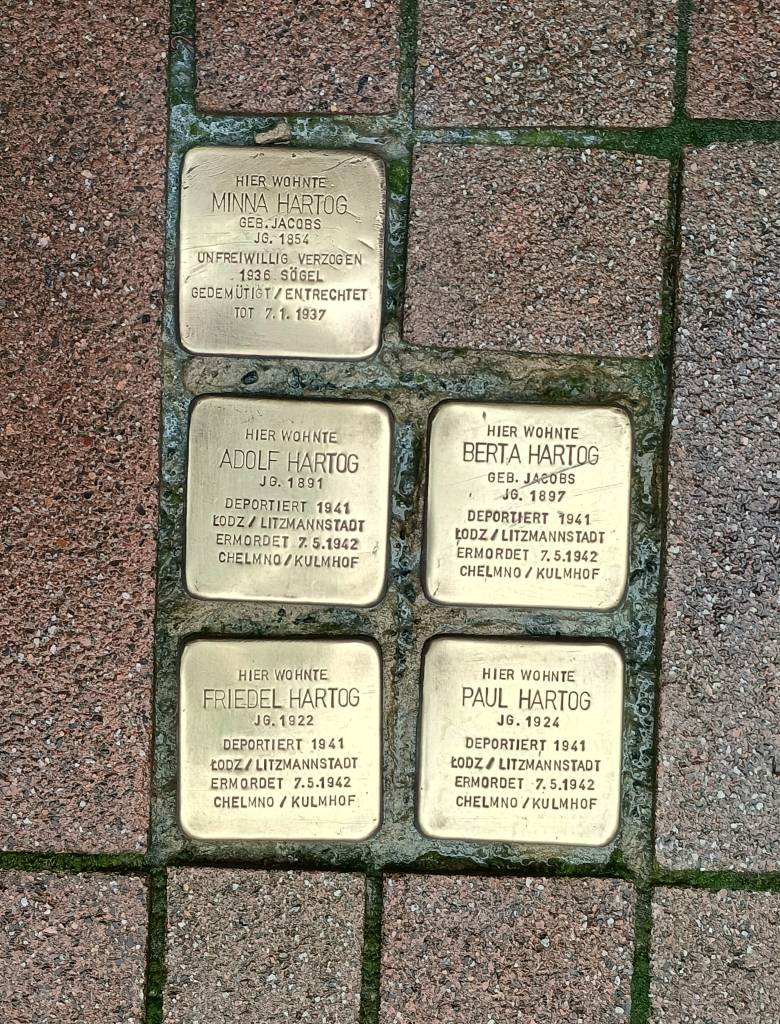 HIER WOHNTE
MINNA HARTOG
GEB. JACOBS
JG. 1854
UNFREIWILLIG VERZOGEN
1936 SÖGEL
GEDEMÜTIGT / ENTRECHTET
TOT 7.1.1937
HIER WOHNTE
ADOLF HARTOG
JG. 1891
DEPORTIERT 1941
ŁODZ / LITZMANNSTADT
ERMORDET 7.5.1942
CHELMNO / KULMHOF
HIER WOHNTE
BERTA HARTOG
GEB. JACOBS
JG. 1897
DEPORTIERT 1941
ŁODZ / LITZMANNSTADT
ERMORDET 7.5.1942
CHELMNO / KULMHOF
HIER WOHNTE
FRIEDEL HARTOG
JG. 1922
DEPORTIERT 1941
ŁODZ / LITZMANNSTADT
ERMORDET 7.5.1942
CHELMNO / KULMHOF
HIER WOHNTE
PAUL HARTOG
JG. 1924
DEPORTIERT 1941
ŁODZ / LITZMANNSTADT
ERMORDET 7.5.1942
CHELMNO / KULMHOF